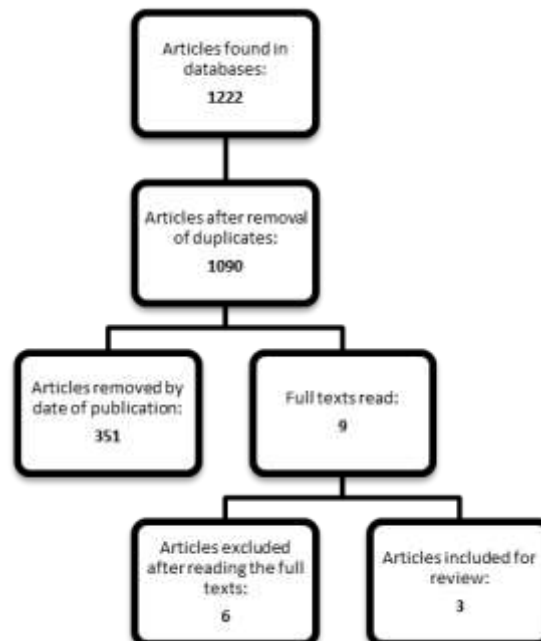 Articles found in
databases:
1222
Articles after removal
of duplicates:
1090
Articles removed by
date of publication:
351
Full texts read:
9
Articles excluded
after reading the full
texts:
6
Articles included for
review:
3